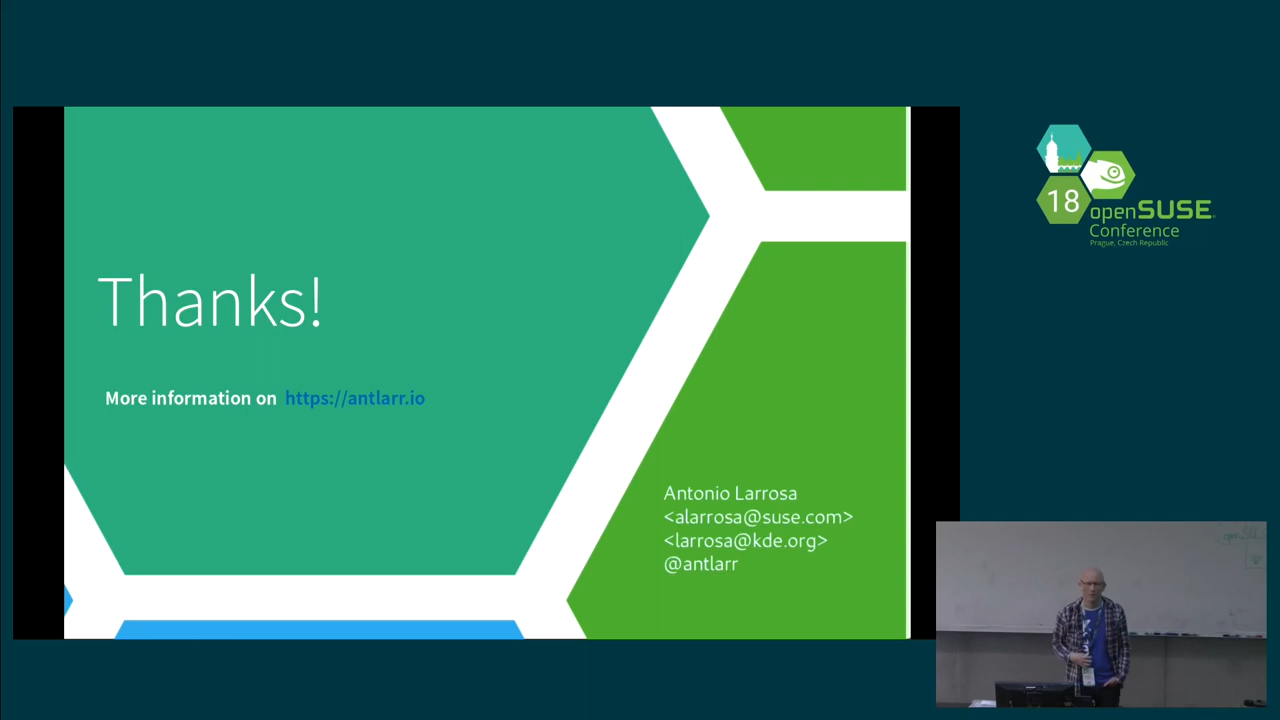 Thanks!
More information on https://antlarr.io
Antonio Larrosa
<alarrosa@suse.com>
<larrosa@kde.org>
@antlarr
18
openSUSE
Conference
Prague, Czech Republic